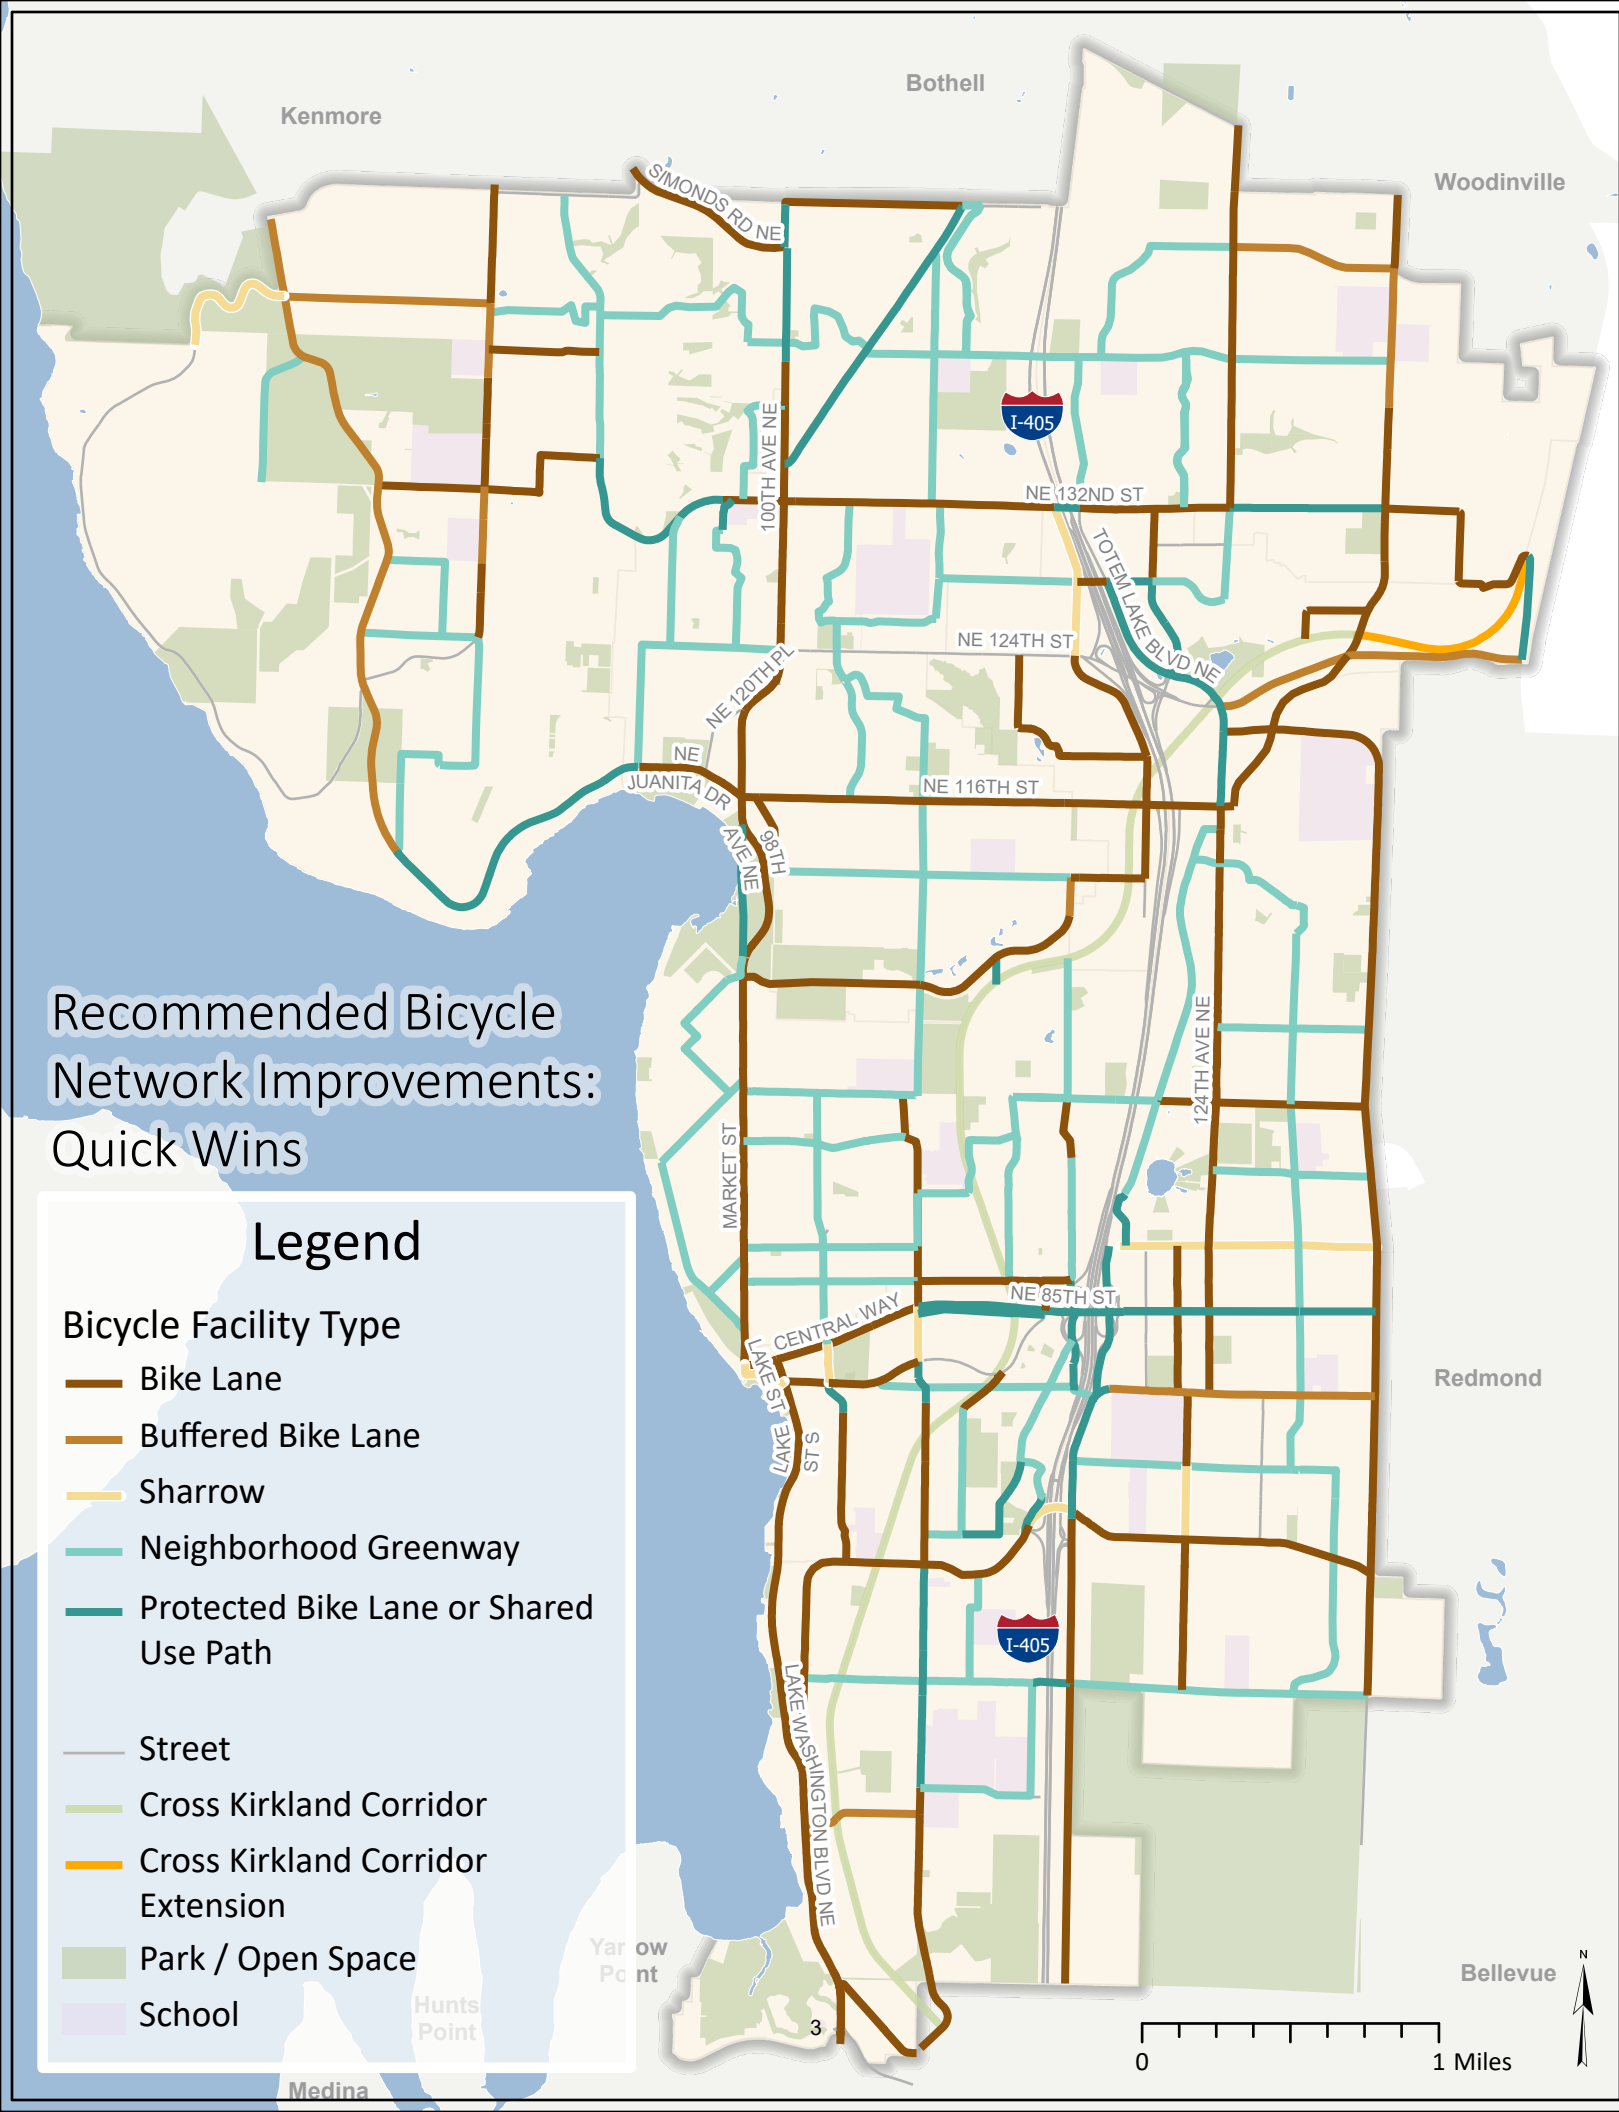 Bothell
Kenmore
Woodinville
SIMONDS RD NE
I-405
100TH AVE NE
NE 132ND ST
TOTEM LAKE BLVD NE
NE 124TH ST
NE 120TH PL
NE
JUANITA DR
NE 116TH ST
98TH
AVE NE
Recommended Bicycle
Network Improvements:
Quick Wins
124TH AVE NE
MARKET ST
Legend
NE 85TH ST
CENTRAL WAY
Bicycle Facility Type
LAKE ST
Bike Lane
Redmond
LAKE
ST S
Buffered Bike Lane
Sharrow
Neighborhood Greenway
Protected Bike Lane or Shared
Use Path
I-405
LAKE WASHINGTON BLVD NE
Street
Cross Kirkland Corridor
Cross Kirkland Corridor
Extension
Park / Open Space
School
Yarrow
Point
Bellevue
N
Hunts
Point
3
0
1 Miles
Medina